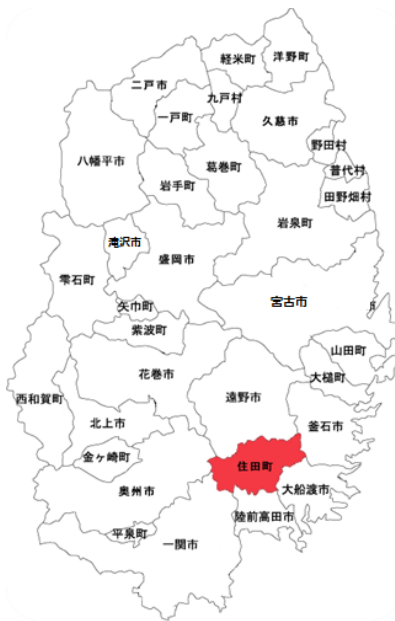 洋野町
軽米町
二戸市
九戸村
一戸町
久慈市
野田村
八幡平市
葛巻町
普代村
岩手町
田野畑村
岩泉町
滝沢市
盛岡市
雫石町
宮古市
矢巾町
紫波町
山田町
花巻市
大槌町
遠野市
西和賀町
北上市
釜石市
金ヶ崎町
住田町
奥州市
大船渡市
陸前高田市
平泉町
一関市